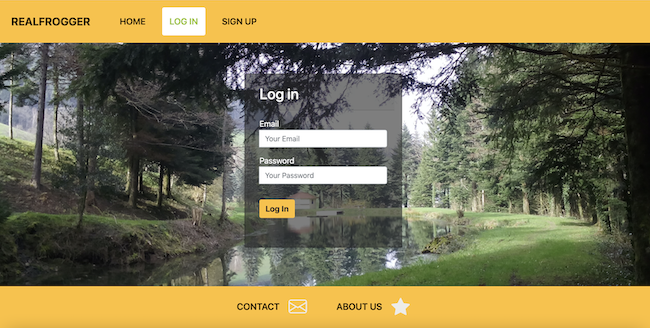 REALFROGGER HOME LOG IN SIGN UP
Log in
Email
Your Email
Password
Your Password
Log In
CONTACT ABOUT US